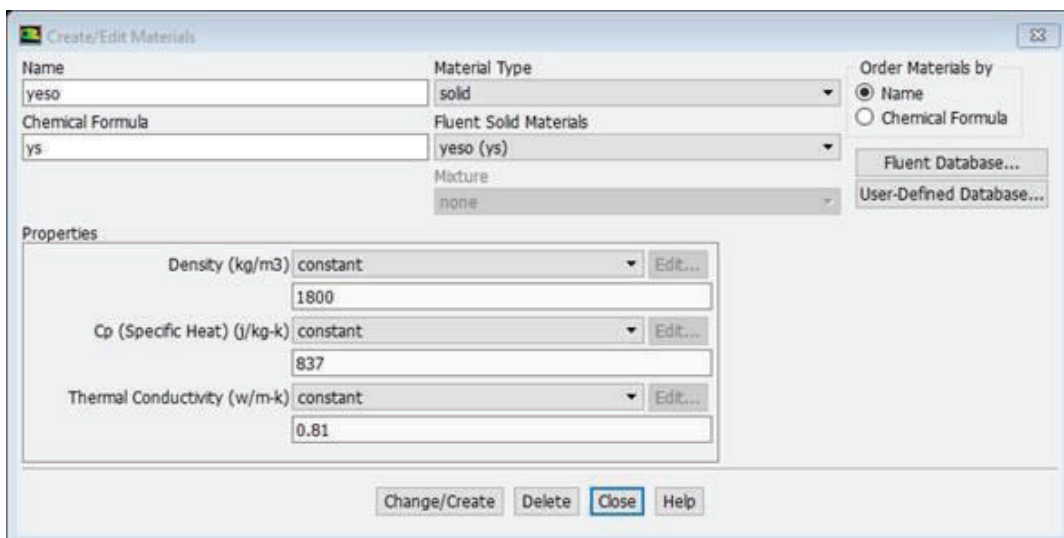 Create/Edit Materials
Name
yeso
Material Type
solid
Order Materials by
Name
Chemical Formula
Chemical Formula
ys
Fluent Solid Materials
yeso (ys)
Fluent Database...
Mixture
none
User-Defined Database...
Properties
Density (kg/m3) constant Edit...
1800
Cp (Specific Heat) (j/kg-k) constant Edit...
837
Thermal Conductivity (w/m-k) constant Edit...
0.81
Change/Create Delete Close Help